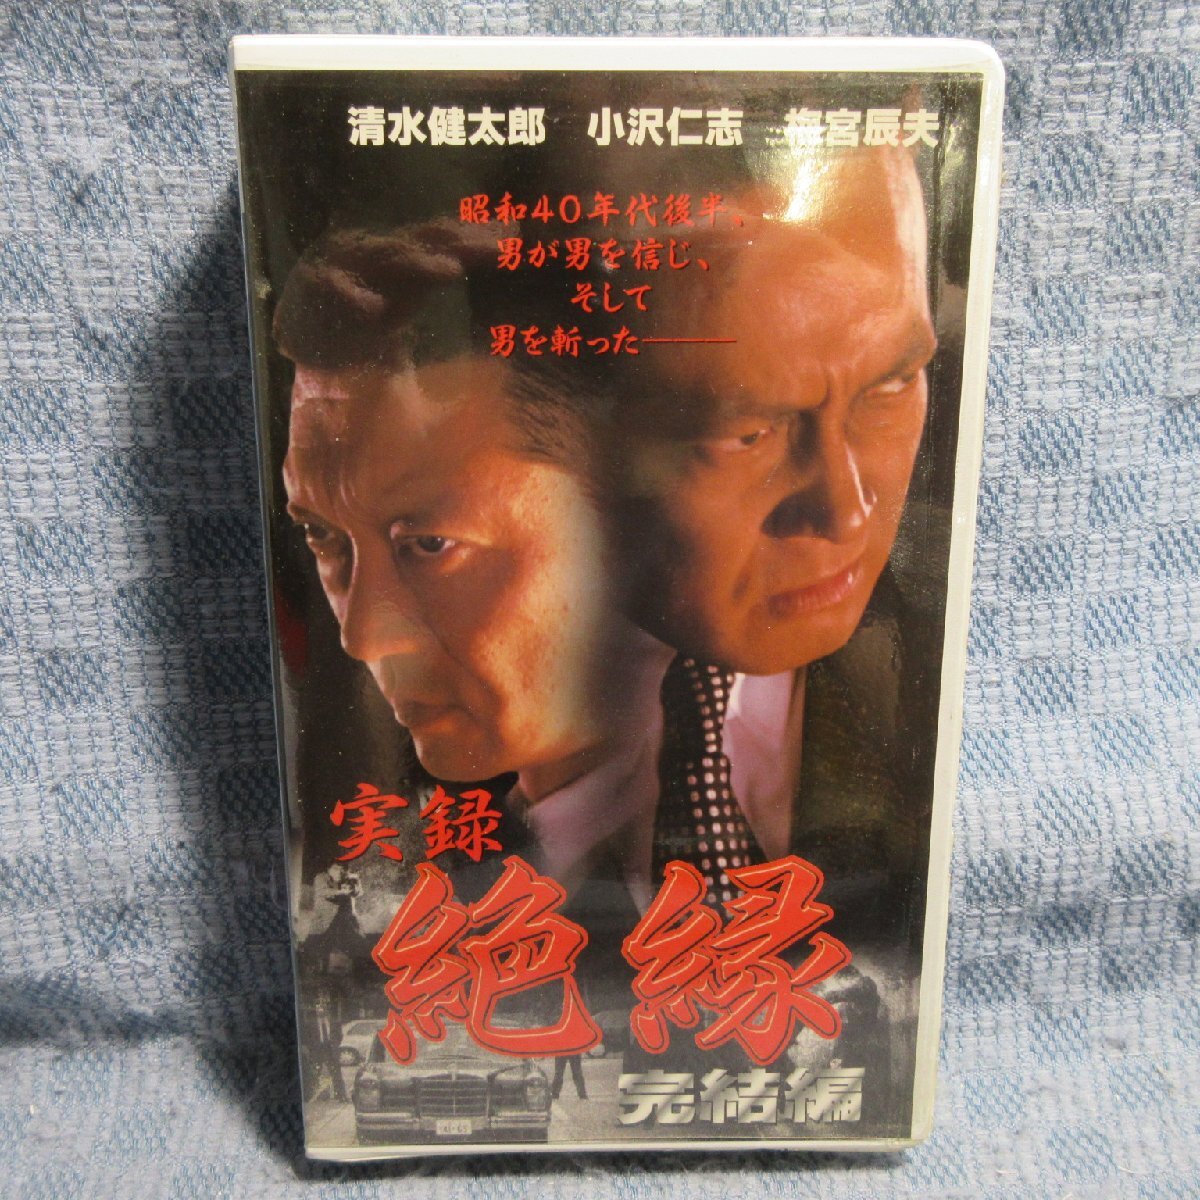 清水健太郎　小沢仁志　梅宮辰夫
昭和40年代後半、
男が男を信じ、
そして
男を斬った―――
実録
絶縁
完結編